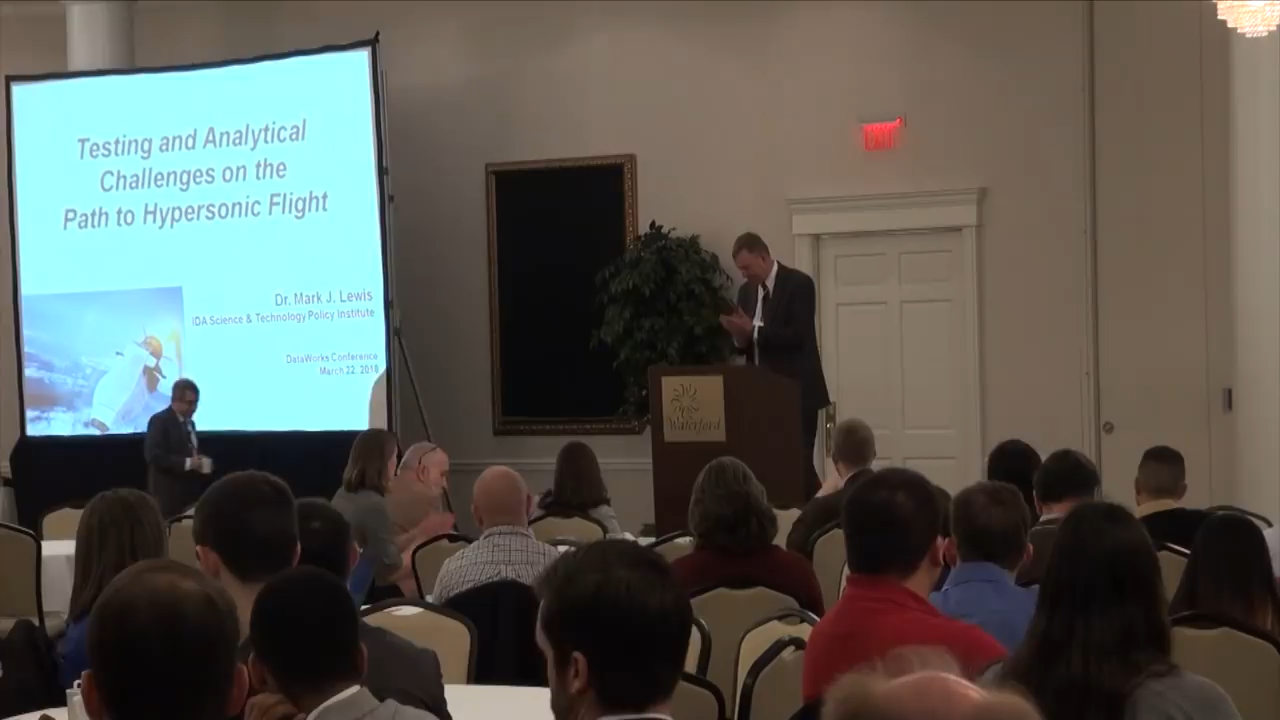 Testing and Analytical
Challenges on the
Path to Hypersonic Flight
Dr. Mark J. Lewis
IDA Science & Technology Policy Institute
DataWorks Conference
March 22, 2018
EXIT
W
Waterford